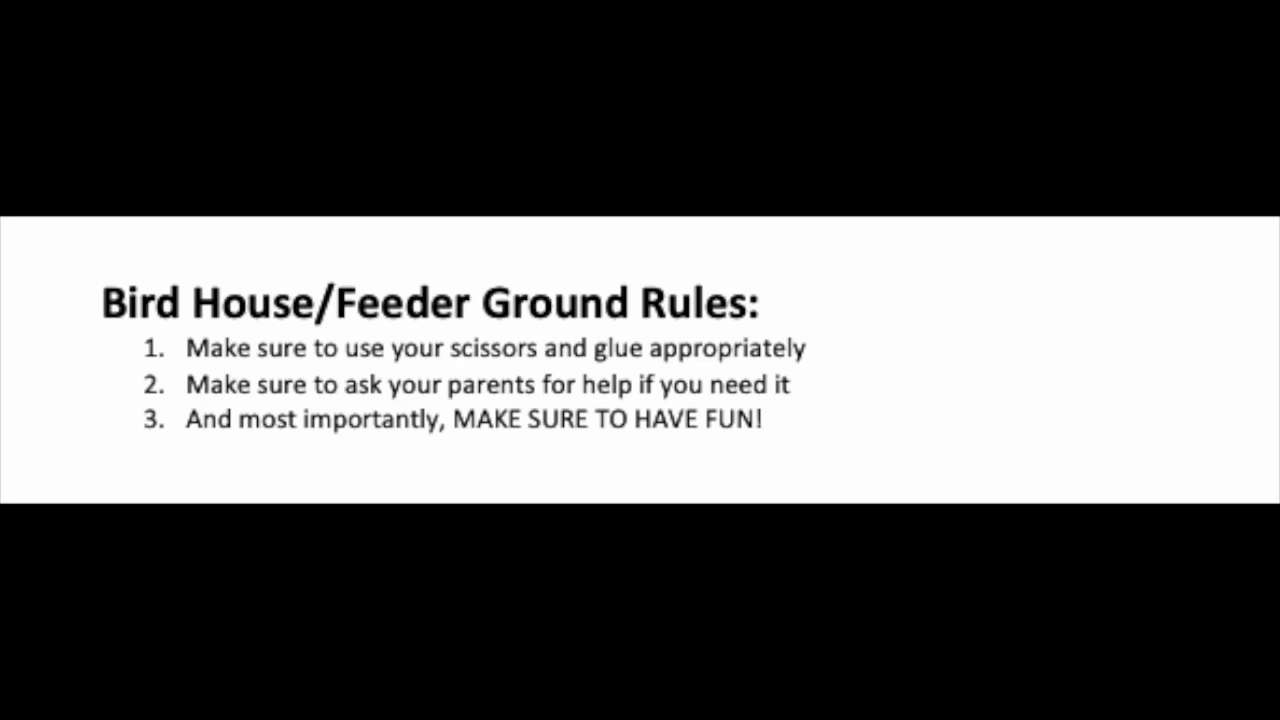 Bird House/Feeder Ground Rules:
1. Make sure to use your scissors and glue appropriately
2. Make sure to ask your parents for help if you need it
3. And most importantly, MAKE SURE TO HAVE FUN!